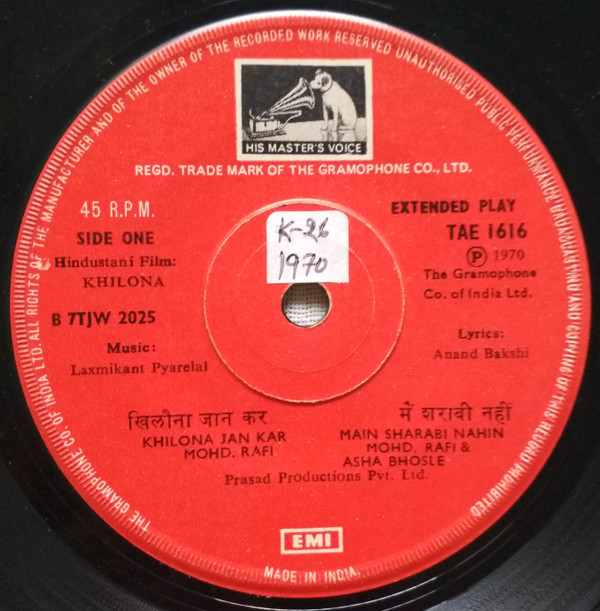 THE GRAMOPHONE CO. OF INDIA LTD. ALL RIGHTS OF THE MANUFACTURER AND OF THE OWNER OF THE RECORDED WORK RESERVED UNAUTHORISED PUBLIC PERFORMANCE BROADCASTING AND COPYING OF THIS RECORD PROHIBITED
HIS MASTER'S VOICE
REGD. TRADE MARK OF THE GRAMOPHONE CO., LTD.
45 R.P.M.
SIDE ONE
Hindustani Film:
KHILONA
B 7TJW 2025
Music:
Laxmikant Pyarelal
K-26
1970
EXTENDED PLAY
TAE 1616
Ⓟ 1970
The Gramophone
Co. of India Ltd.
Lyrics:
Anand Bakshi
खिलौना जान कर
KHILONA JAN KAR
MOHD. RAFI
मैं शराबी नहीं
MAIN SHARABI NAHIN
MOHD. RAFI &
ASHA BHOSLE
Prasad Productions Pvt. Ltd.
EMI
MADE IN INDIA.